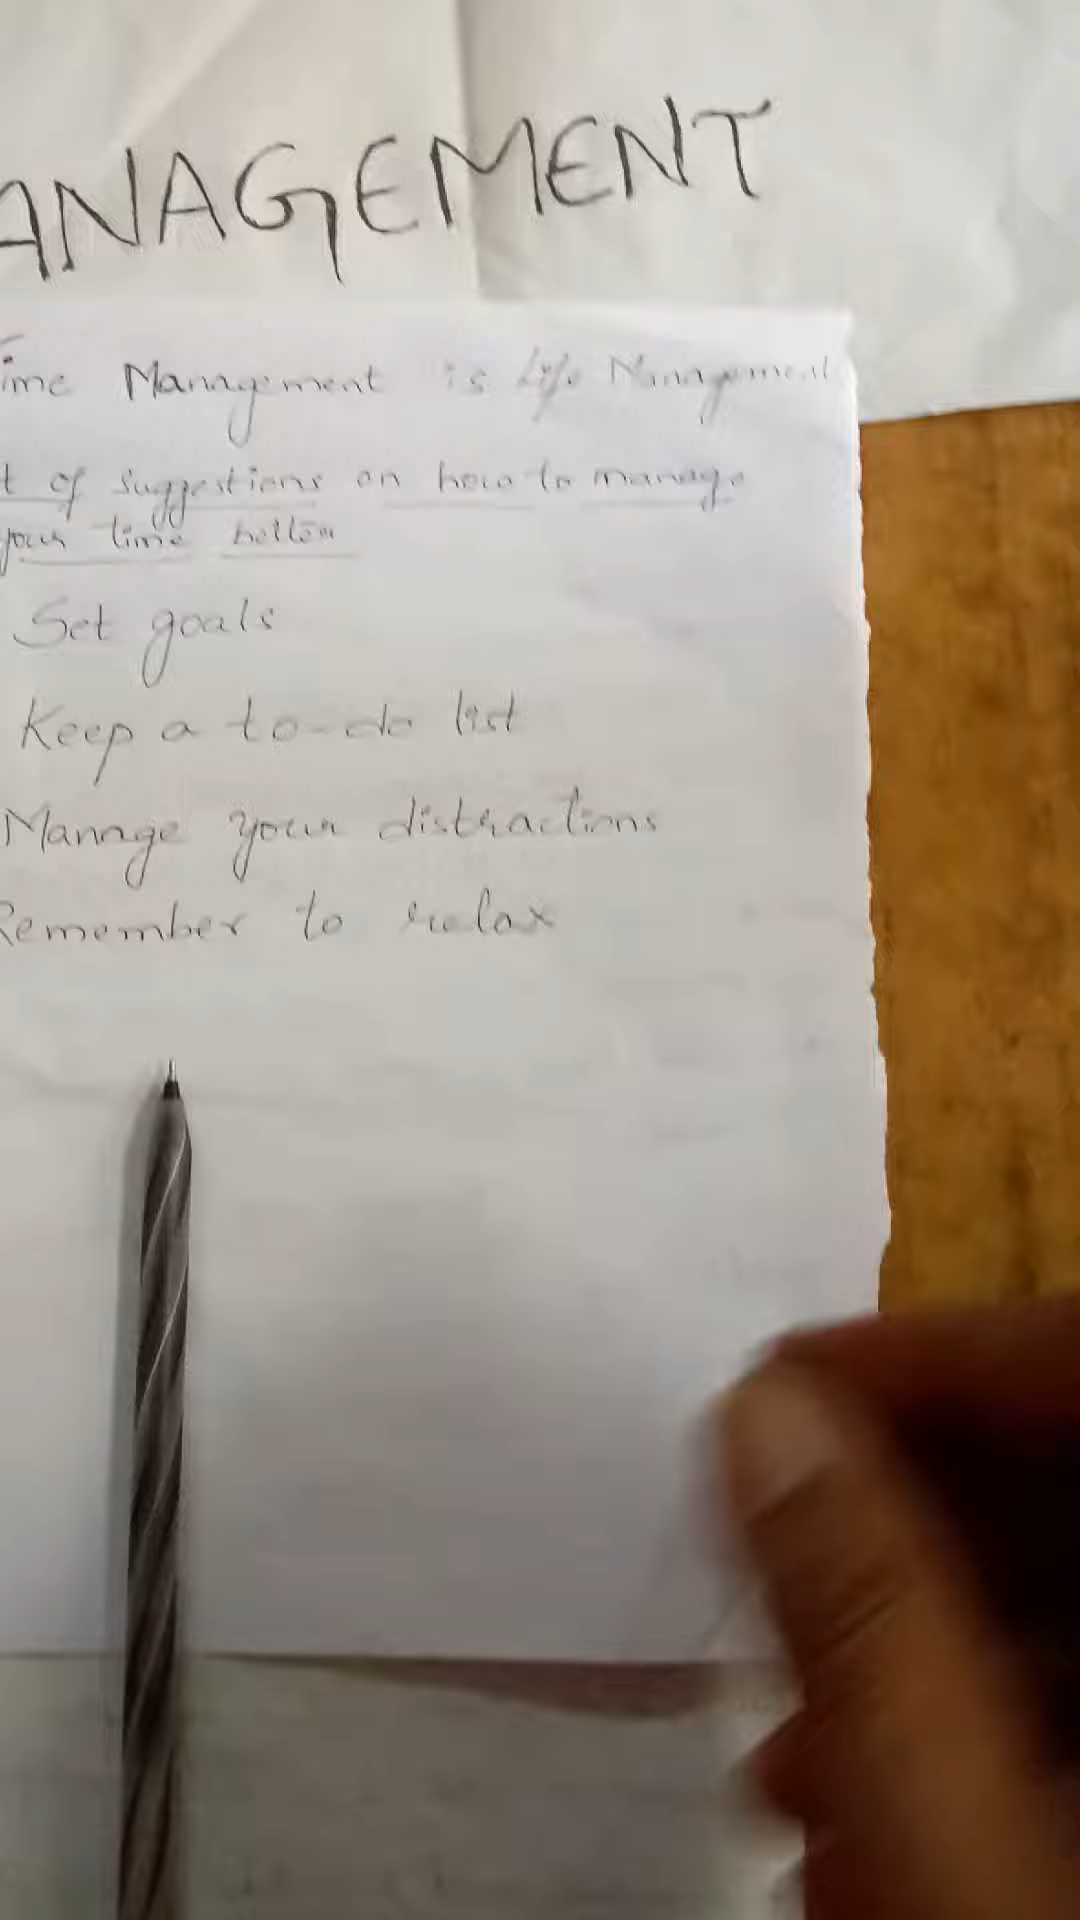 ANAGEMENT
ime Management is Life Management
t of suggestions on how to manage
your time bettor
Set goals
Keep a to-do list
Manage your distractions
Remember to relax